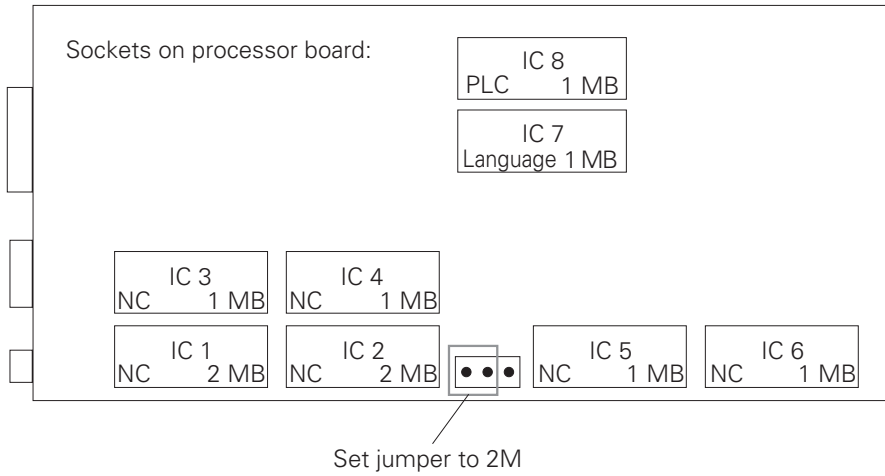 Sockets on processor board:
IC 8
PLC 1 MB
IC 7
Language 1 MB
IC 3
NC 1 MB
IC 4
NC 1 MB
IC 1
NC 2 MB
IC 2
NC 2 MB
IC 5
NC 1 MB
IC 6
NC 1 MB
Set jumper to 2M